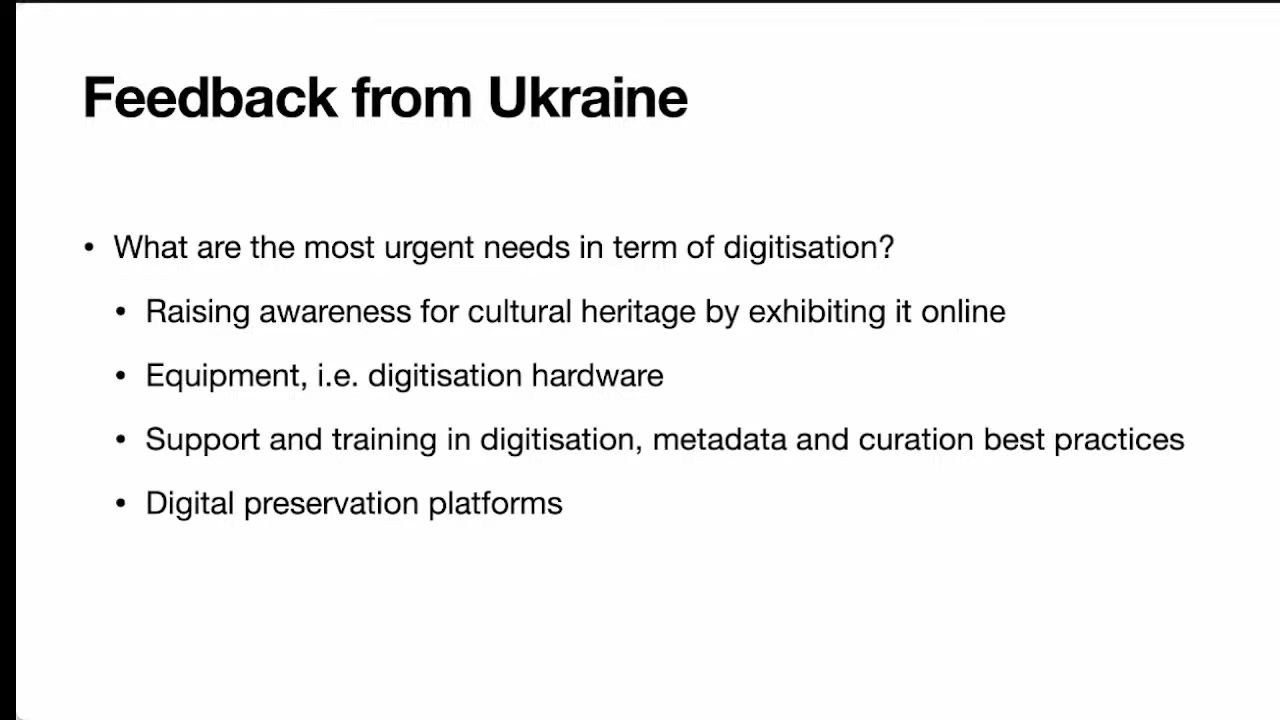 Feedback from Ukraine
• What are the most urgent needs in term of digitisation?
• Raising awareness for cultural heritage by exhibiting it online
• Equipment, i.e. digitisation hardware
• Support and training in digitisation, metadata and curation best practices
• Digital preservation platforms